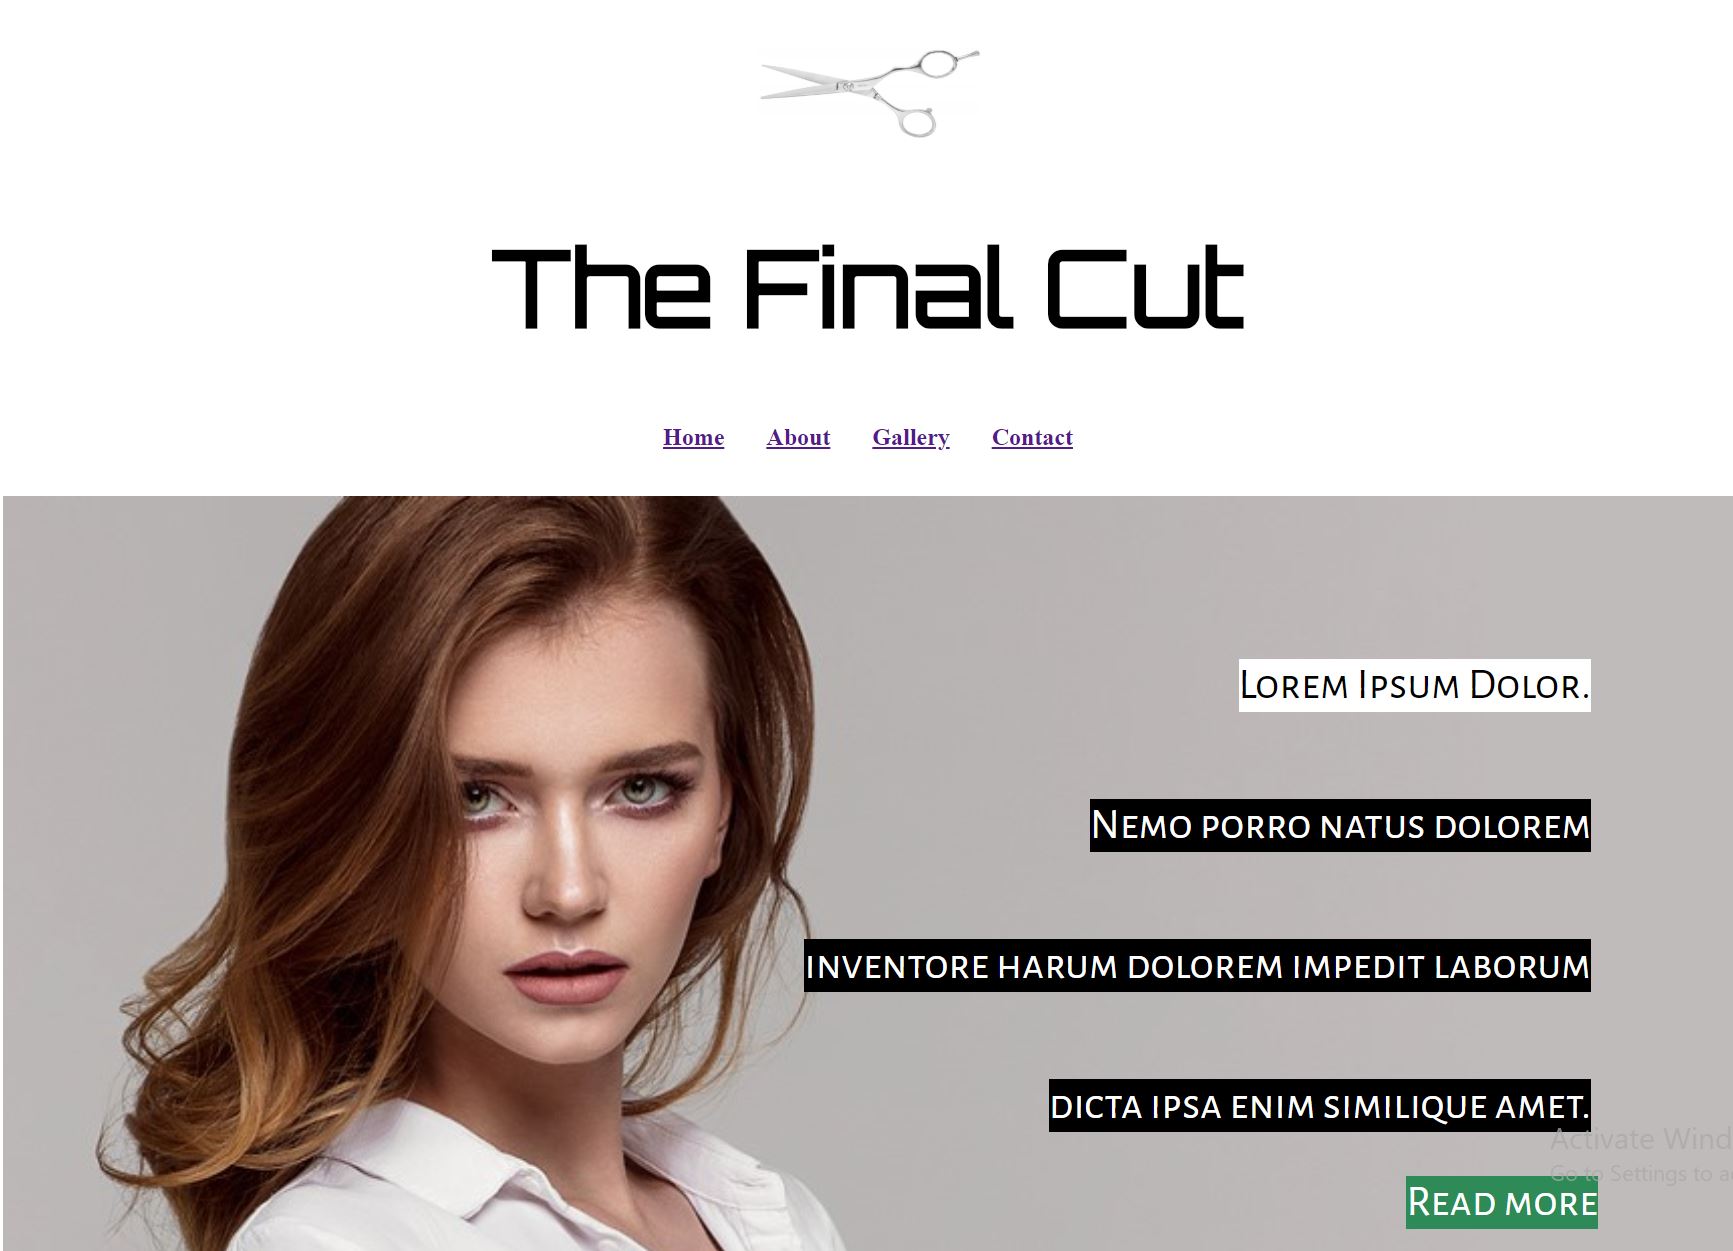 The Final Cut
Home About Gallery Contact
Lorem Ipsum Dolor.
Nemo porro natus dolorem
inventore harum dolorem impedit laborum
dicta ipsa enim similique amet.
Activate Wind
Go to Settings to a
Read more